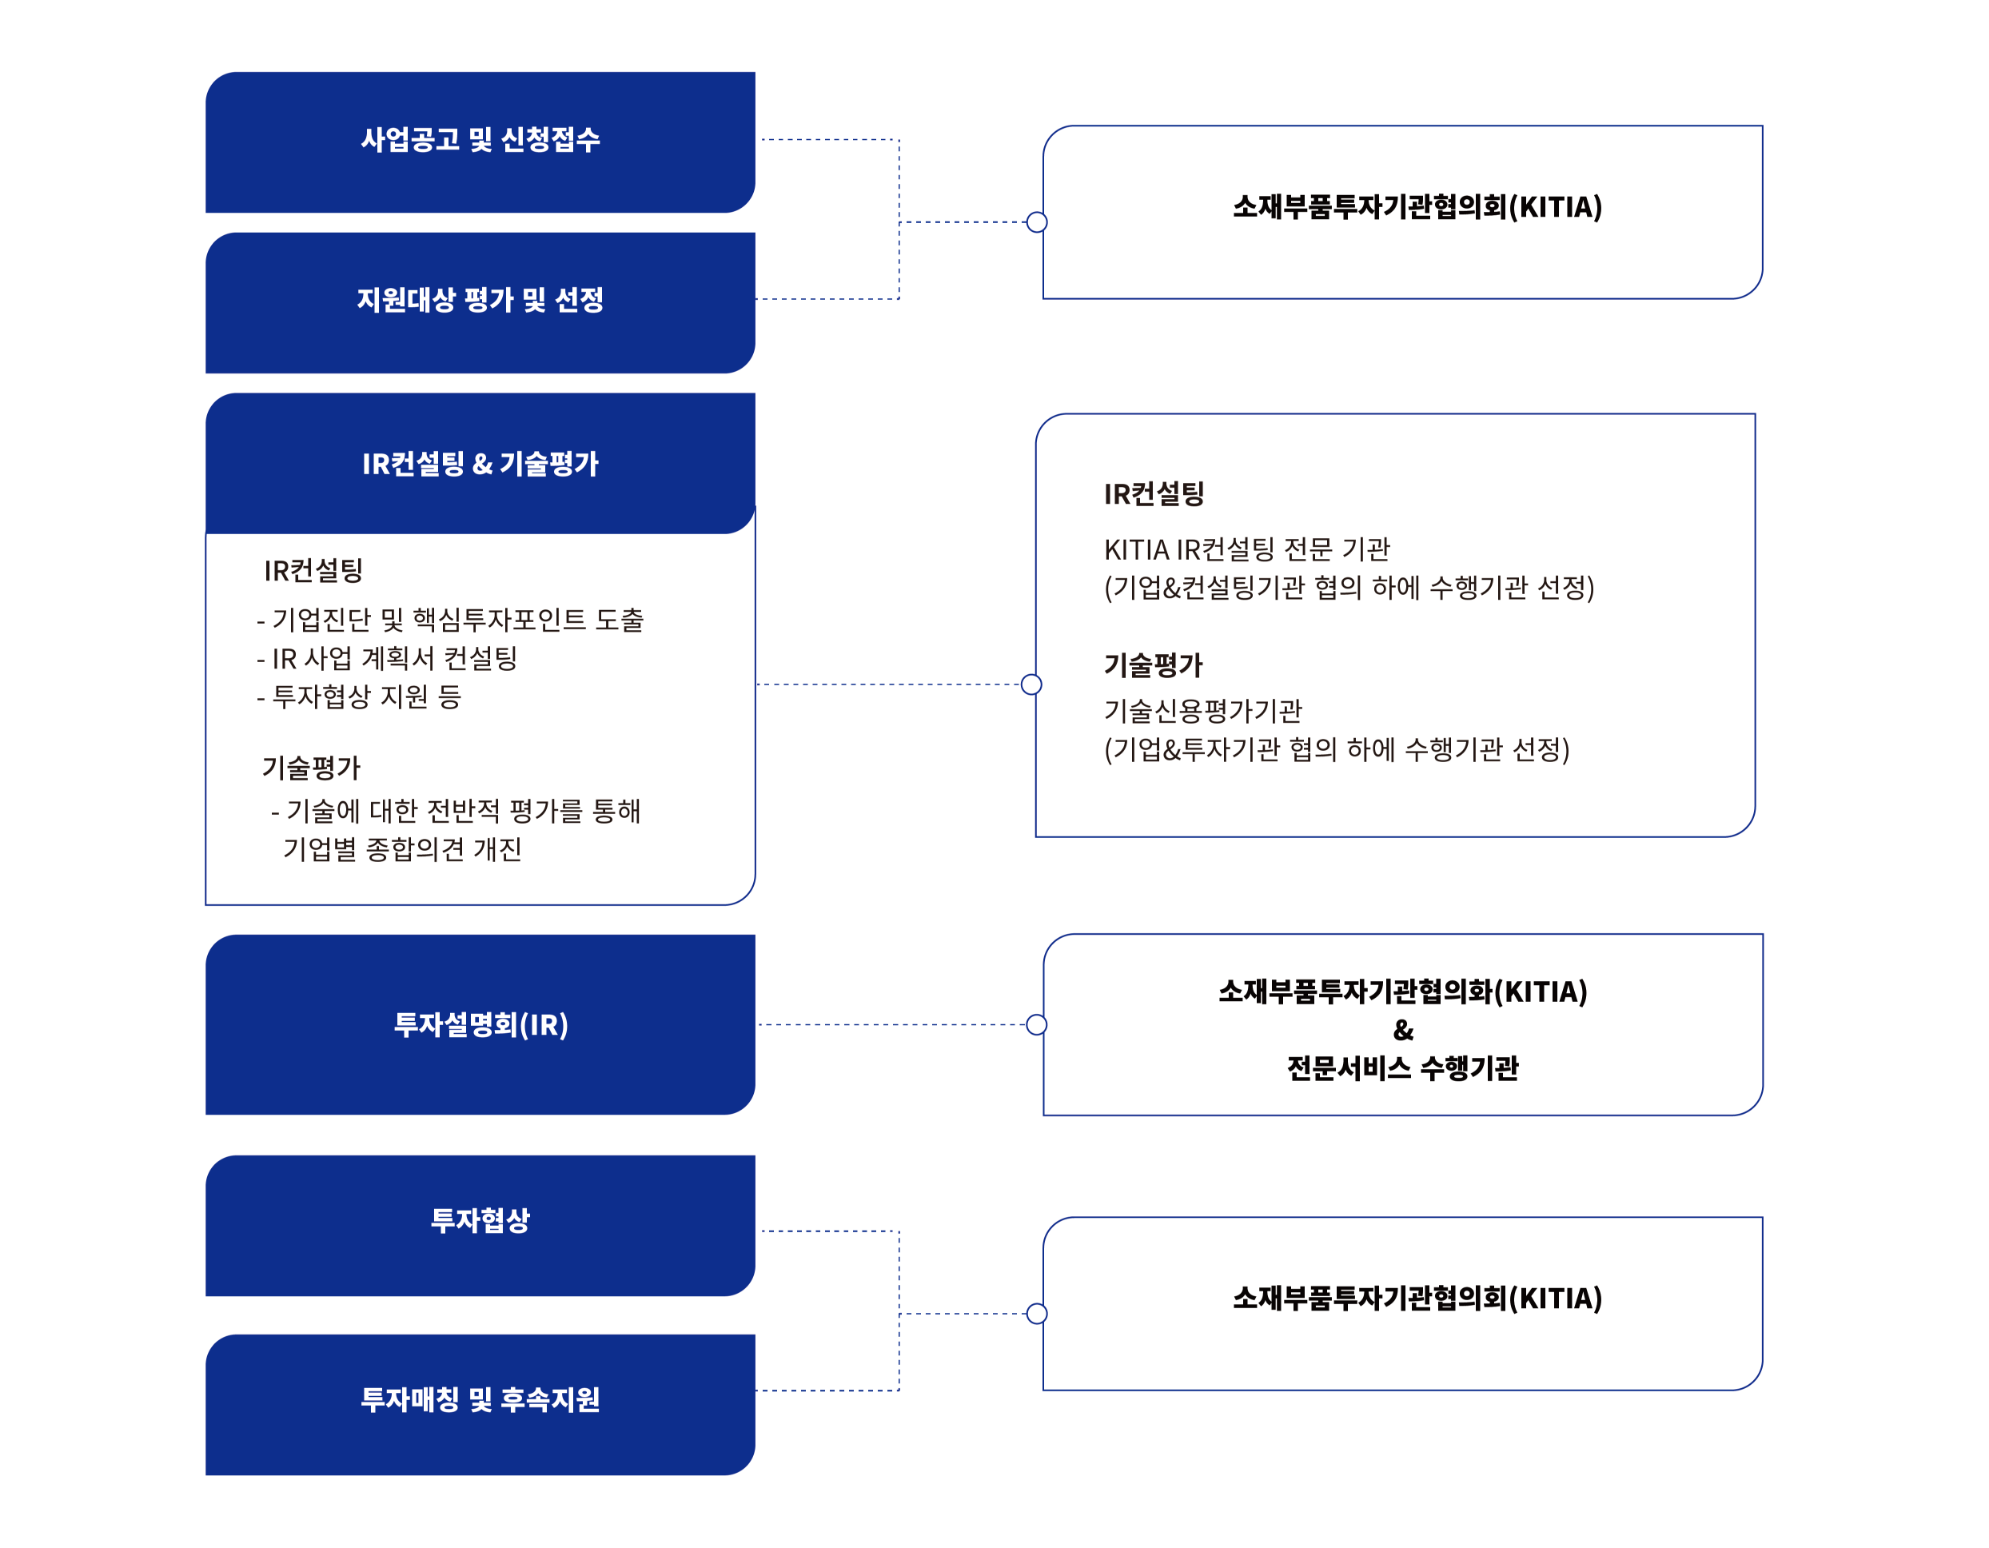 사업공고 및 신청접수
지원대상 평가 및 선정
소재부품투자기관협의회(KITIA)
IR컨설팅 & 기술평가
IR컨설팅
- 기업진단 및 핵심투자포인트 도출
- IR 사업 계획서 컨설팅
- 투자협상 지원 등
기술평가
- 기술에 대한 전반적 평가를 통해
기업별 종합의견 개진
IR컨설팅
KITIA IR컨설팅 전문 기관
(기업&컨설팅기관 협의 하에 수행기관 선정)
기술평가
기술신용평가기관
(기업&투자기관 협의 하에 수행기관 선정)
투자설명회(IR)
소재부품투자기관협의화(KITIA)
&
전문서비스 수행기관
투자협상
투자매칭 및 후속지원
소재부품투자기관협의회(KITIA)